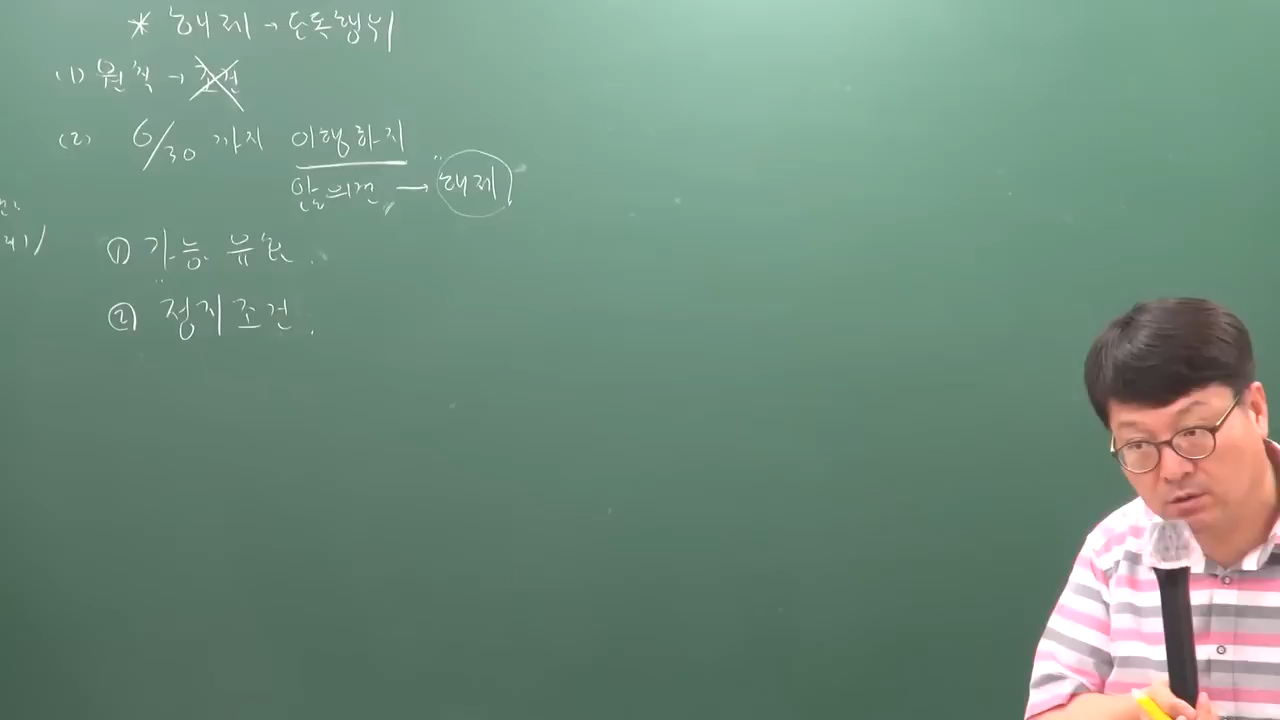 * 해제 → 단독행위
(1) 원칙 → 조건
(2) 6/30 까지 이행하지
않으면 → "해제
① 가능 유효.
② 정지조건.